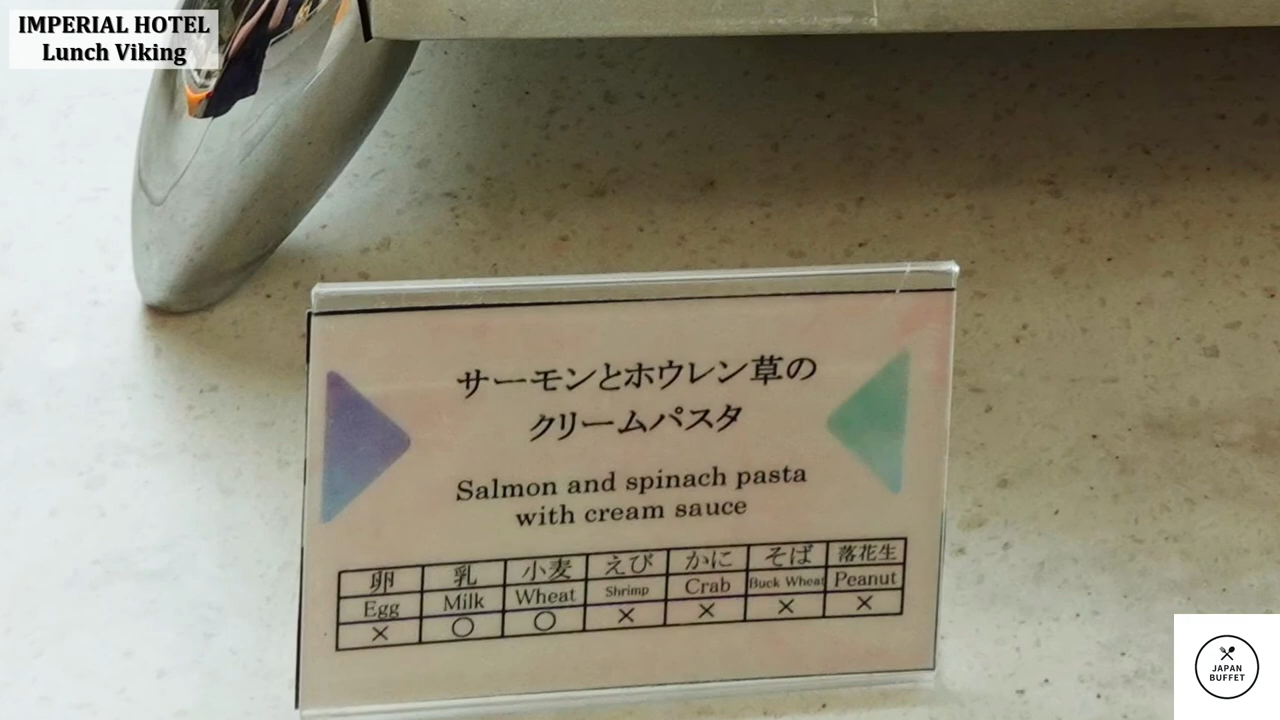 IMPERIAL HOTEL
Lunch Viking
サーモンとホウレン草の
クリームパスタ
Salmon and spinach pasta
with cream sauce
卵 乳 小麦 えび かに そば 落花生
Egg Milk Wheat Shrimp Crab Buck Wheat Peanut
× ○ ○ × × × ×
JAPAN
BUFFET